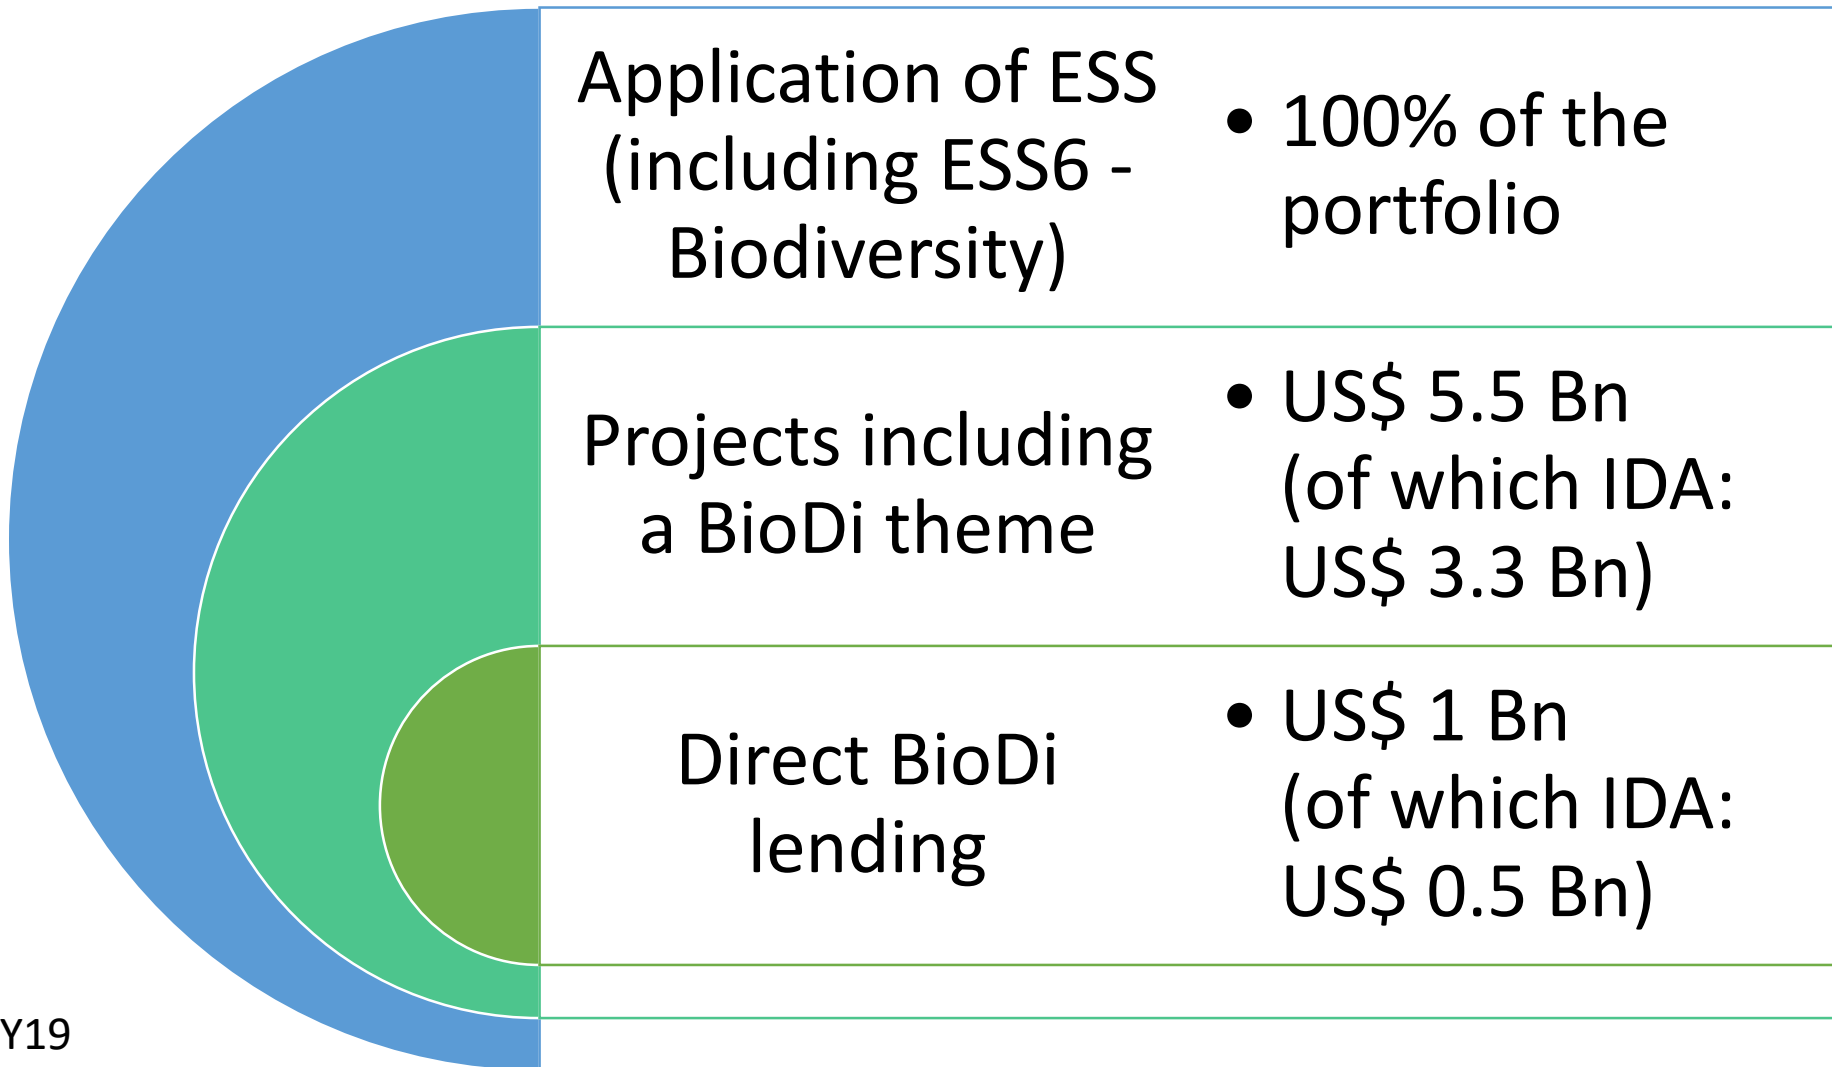 Application of ESS
(including ESS6 -
Biodiversity)
• 100% of the
portfolio
Projects including
a BioDi theme
• US$ 5.5 Bn
(of which IDA:
US$ 3.3 Bn)
Direct BioDi
lending
• US$ 1 Bn
(of which IDA:
US$ 0.5 Bn)
Y19